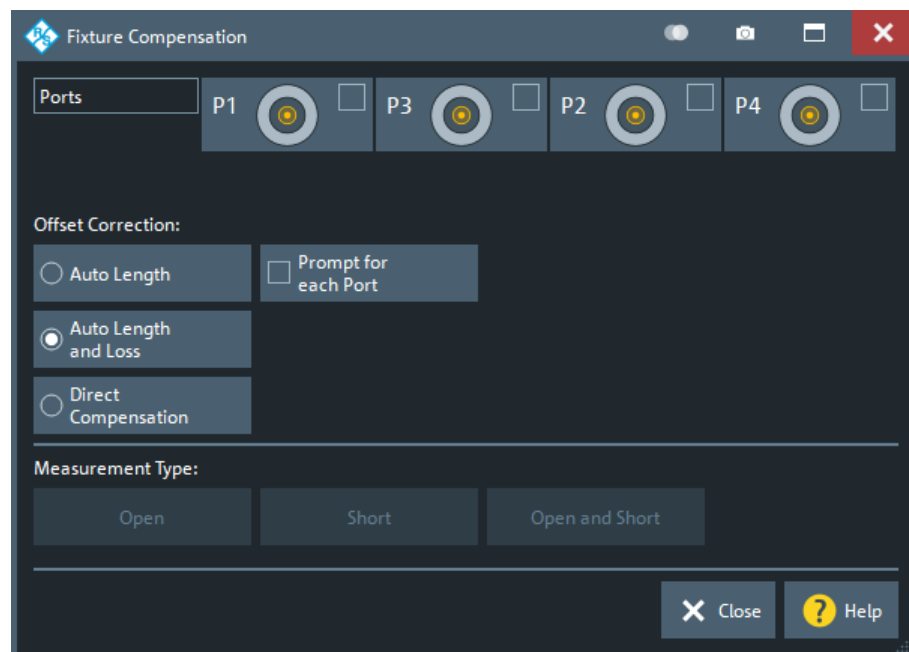 R&S Fixture Compensation
Ports
P1
P3
P2
P4
Offset Correction:
Auto Length
Prompt for
each Port
Auto Length
and Loss
Direct
Compensation
Measurement Type:
Open
Short
Open and Short
Close
? Help